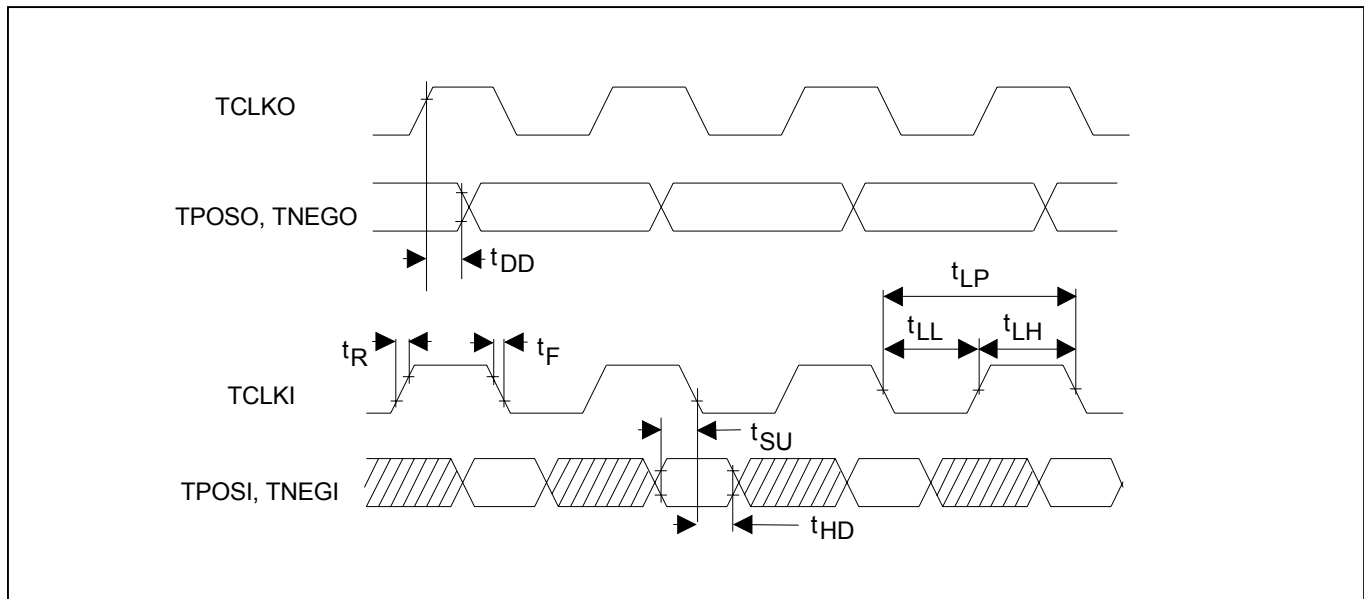 TCLKO
TPOSO, TNEGO
tDD
tLP
tLL
tLH
tR
tF
TCLKI
tSU
TPOSI, TNEGI
tHD